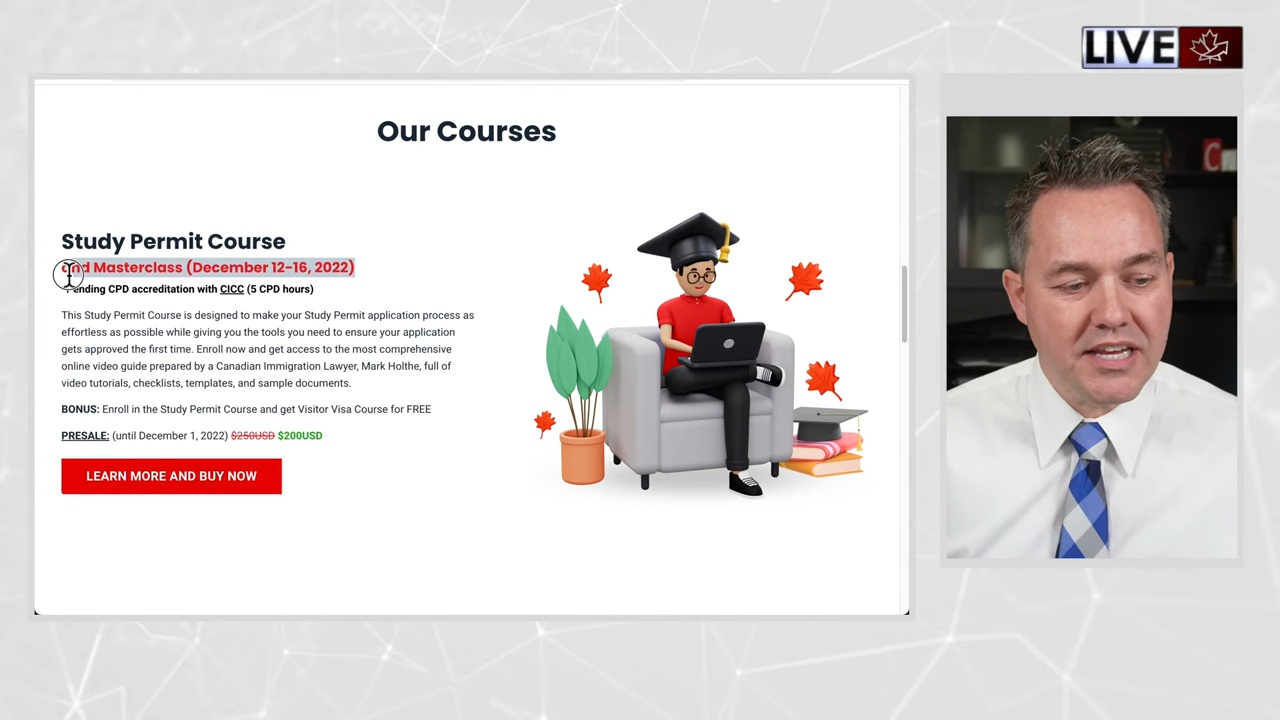 LIVE
Our Courses
Study Permit Course
and Masterclass (December 12-16, 2022)
Pending CPD accreditation with CICC (5 CPD hours)
This Study Permit Course is designed to make your Study Permit application process as
effortless as possible while giving you the tools you need to ensure your application
gets approved the first time. Enroll now and get access to the most comprehensive
online video guide prepared by a Canadian Immigration Lawyer, Mark Holthe, full of
video tutorials, checklists, templates, and sample documents.
BONUS: Enroll in the Study Permit Course and get Visitor Visa Course for FREE
PRESALE: (until December 1, 2022) $250USD $200USD
LEARN MORE AND BUY NOW